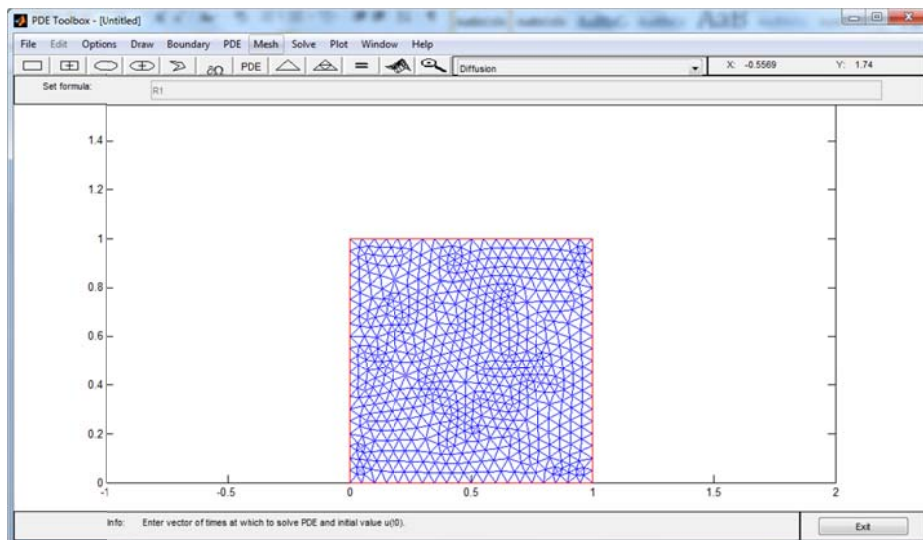 PDE Toolbox - [Untitled]
File Edit Options Draw Boundary PDE Mesh Solve Plot Window Help
∂Ω PDE = Diffusion X: -0.5569 Y: 1.74
Set formula: R1
1.4
1.2
1
0.8
0.6
0.4
0.2
0
-1 -0.5 0 0.5 1 1.5 2
Info: Enter vector of times at which to solve PDE and initial value u(t0). Exit